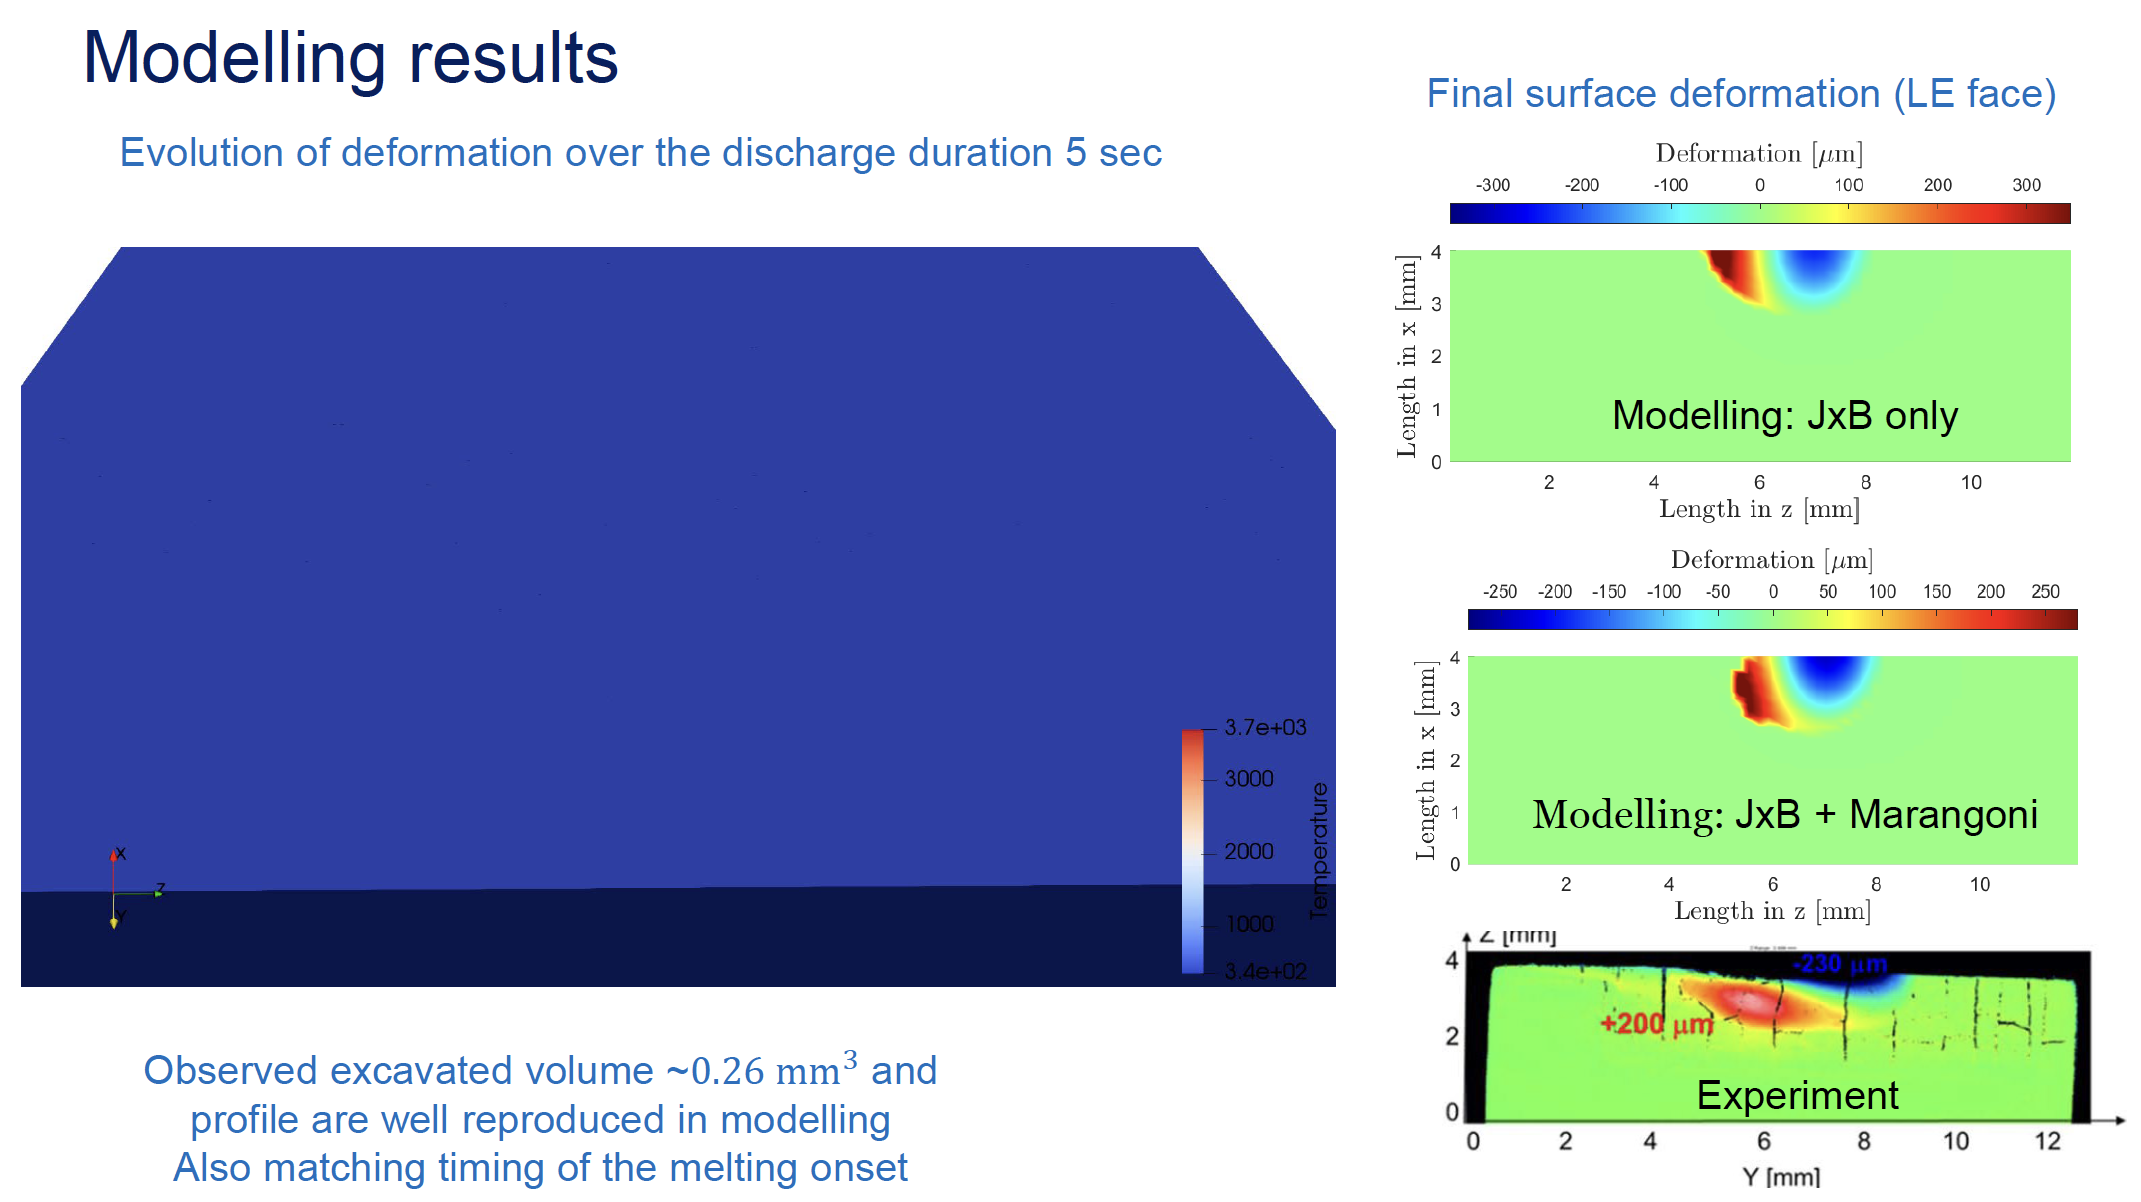 Modelling results
Evolution of deformation over the discharge duration 5 sec
3.7e+03
3000
2000
1000
3.4e+02
Temperature
X
Z
Y
Observed excavated volume ~0.26 mm³ and
profile are well reproduced in modelling
Also matching timing of the melting onset
Final surface deformation (LE face)
Deformation [μm]
-300 -200 -100 0 100 200 300
Length in x [mm]
4
3
2
1
0
Modelling: JxB only
2 4 6 8 10
Length in z [mm]
Deformation [μm]
-250 -200 -150 -100 -50 0 50 100 150 200 250
Length in x [mm]
4
3
2
1
0
Modelling: JxB + Marangoni
2 4 6 8 10
Length in z [mm]
Z [mm]
4
2
0
-230 μm
+200 μm
Experiment
0 2 4 6 8 10 12
Y [mm]